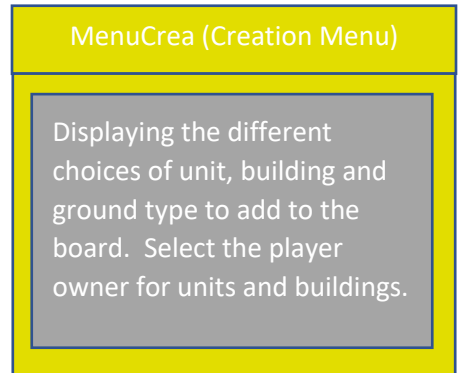 MenuCrea (Creation Menu)
Displaying the different
choices of unit, building and
ground type to add to the
board.  Select the player
owner for units and buildings.